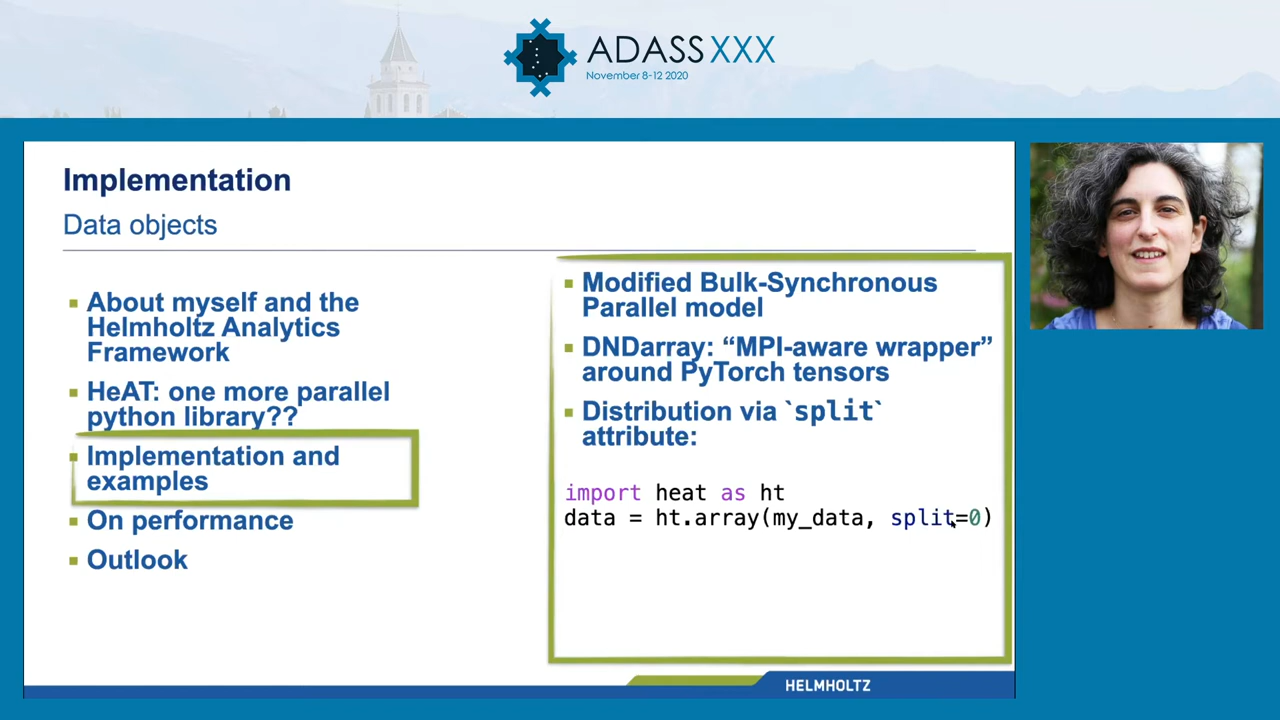 ADASS XXX
November 8-12 2020
Implementation
Data objects
About myself and the
Helmholtz Analytics
Framework
HeAT: one more parallel
python library??
Implementation and
examples
On performance
Outlook
Modified Bulk-Synchronous
Parallel model
DNDarray: “MPI-aware wrapper”
around PyTorch tensors
Distribution via `split`
attribute:
import heat as ht
data = ht.array(my_data, split=0)
HELMHOLTZ